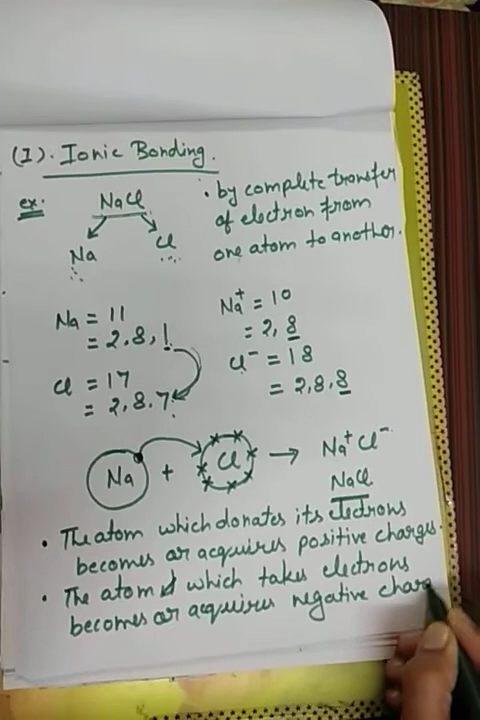 (I). Ionic Bonding.
ex:
NaCl
Na
Cl
• by complete transfer
of electron from
one atom to another.
Na = 11
= 2,8,1
Cl = 17
= 2,8,7
Na⁺ = 10
= 2,8
Cl⁻ = 18
= 2,8,8
Na + Cl → Na⁺Cl⁻
NaCl
• The atom which donates its electrons
becomes or acquires positive charges.
• The atom which takes electrons
becomes or acquires negative charg